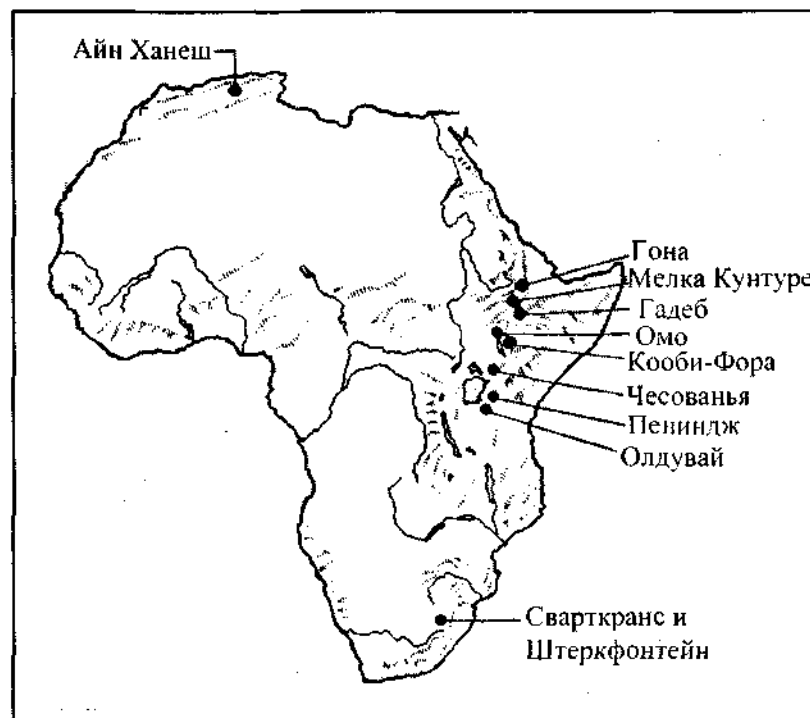 Айн Ханеш
Гона
Мелка Кунтуре
Гадеб
Омо
Кооби-Фора
Чесованья
Пениндж
Олдувай
Сварткранс и
Штеркфонтейн